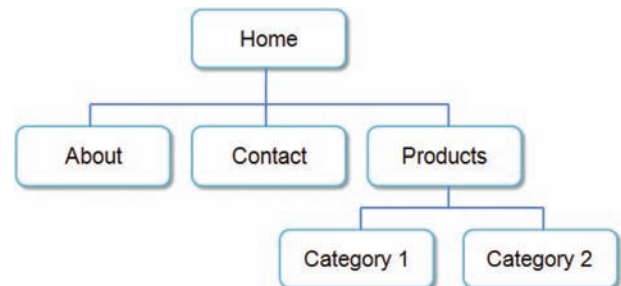 Home
About
Contact
Products
Category 1
Category 2